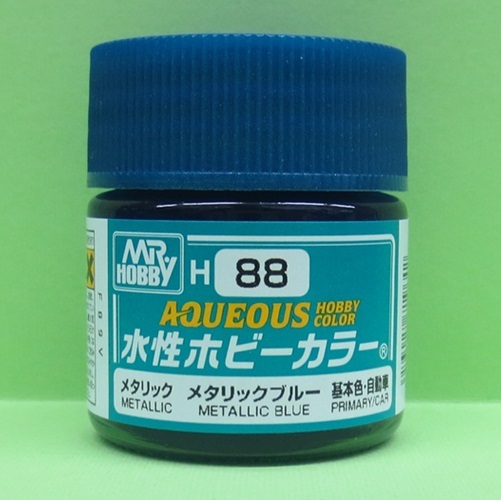 MR
HOBBY
H 88
AQUEOUS HOBBY COLOR
水性ホビーカラー®
メタリック メタリックブルー 基本色・自動車
METALLIC METALLIC BLUE PRIMARY/CAR